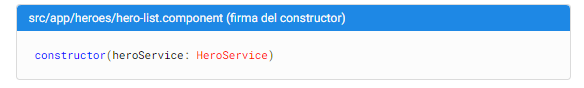 src/app/heroes/hero-list.component (firma del constructor)
constructor(heroService: HeroService)